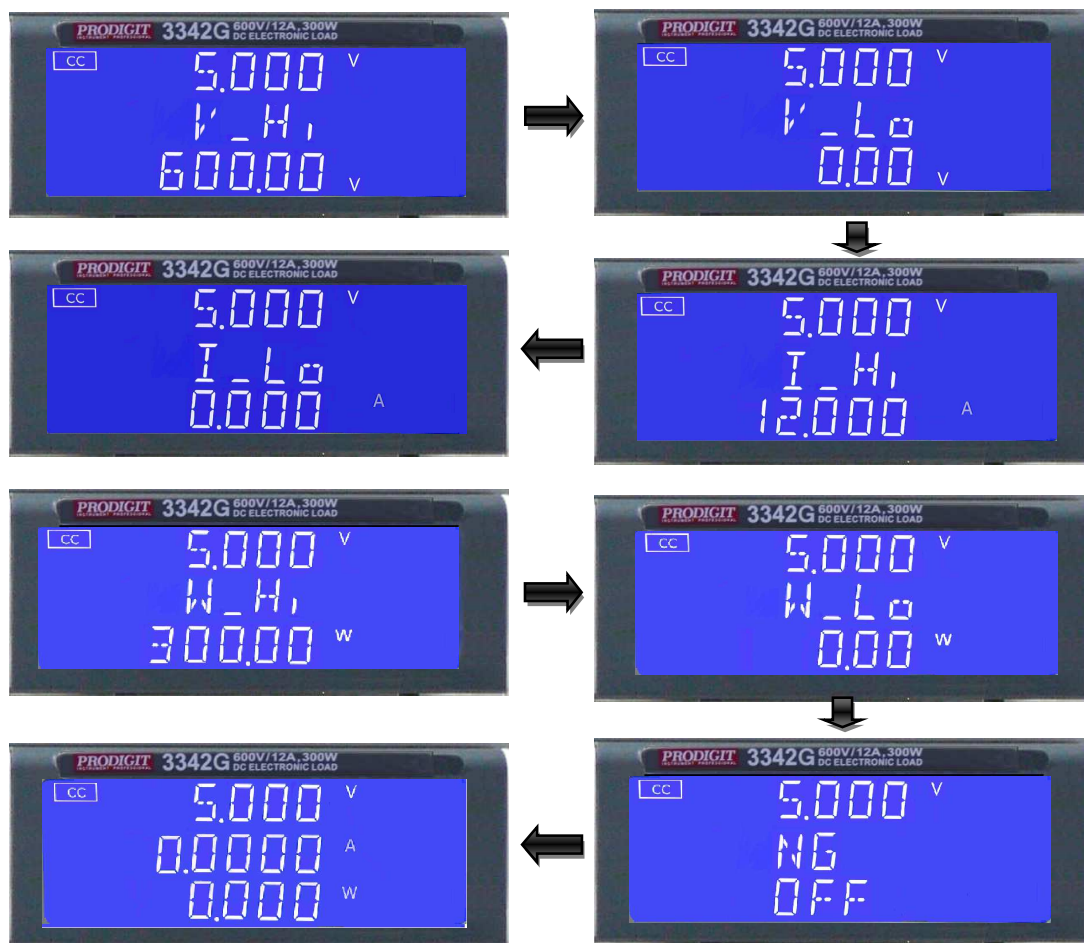 PRODIGIT 3342G 600V/12A,300W
DC ELECTRONIC LOAD
CC 5.000 V
V_Hi
600.00 V
PRODIGIT 3342G 600V/12A,300W
DC ELECTRONIC LOAD
CC 5.000 V
V_Lo
0.00 V
PRODIGIT 3342G 600V/12A,300W
DC ELECTRONIC LOAD
CC 5.000 V
I_Hi
12.000 A
PRODIGIT 3342G 600V/12A,300W
DC ELECTRONIC LOAD
CC 5.000 V
I_Lo
0.000 A
PRODIGIT 3342G 600V/12A,300W
DC ELECTRONIC LOAD
CC 5.000 V
W_Hi
300.00 W
PRODIGIT 3342G 600V/12A,300W
DC ELECTRONIC LOAD
CC 5.000 V
W_Lo
0.00 W
PRODIGIT 3342G 600V/12A,300W
DC ELECTRONIC LOAD
CC 5.000 V
NG
OFF
PRODIGIT 3342G 600V/12A,300W
DC ELECTRONIC LOAD
CC 5.000 V
0.0000 A
0.000 W